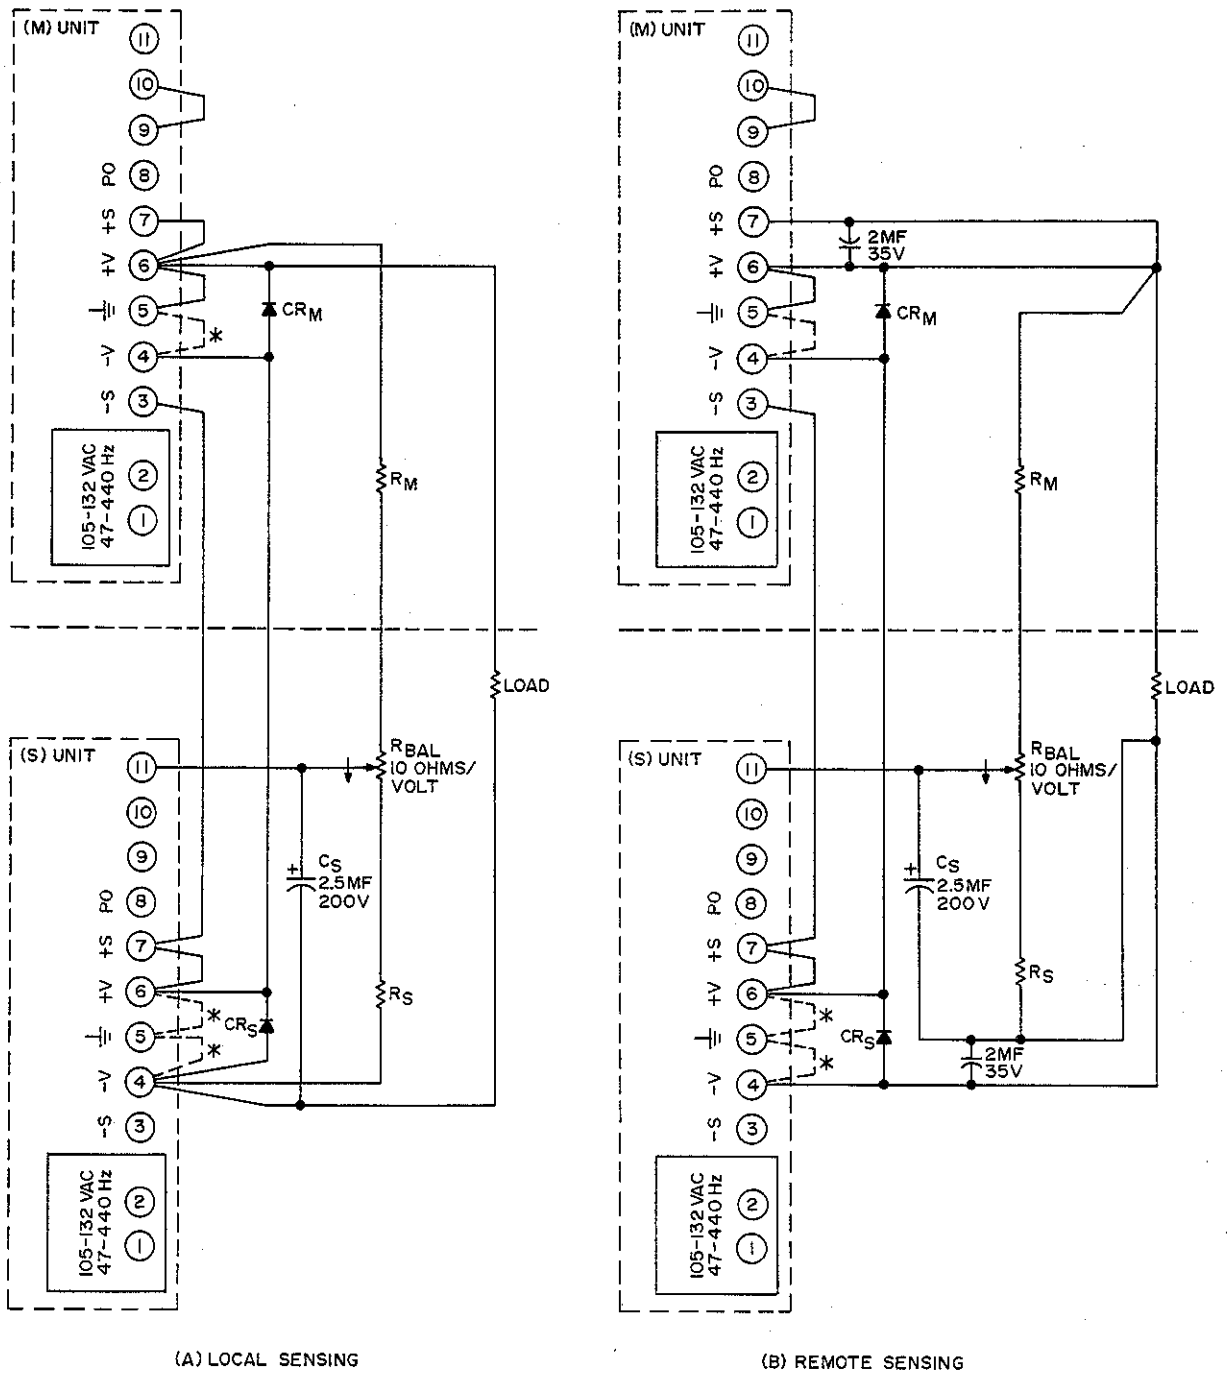 (M) UNIT
11
10
9
PO 8
+S 7
+V 6
5
*
-V 4
-S 3
105-132 VAC
47-440 Hz
2
1
CRM
RM
LOAD
(S) UNIT
11
RBAL
10 OHMS/
VOLT
10
9
+ CS
2.5MF
200V
PO 8
+S 7
+V 6
RS
*
CRS
5
*
-V 4
-S 3
105-132 VAC
47-440 Hz
2
1
(A) LOCAL SENSING
(M) UNIT
11
10
9
PO 8
+S 7
2MF
35V
+V 6
5
CRM
-V 4
-S 3
105-132 VAC
47-440 Hz
2
1
RM
LOAD
(S) UNIT
11
RBAL
10 OHMS/
VOLT
10
9
+ CS
2.5MF
200V
PO 8
+S 7
RS
+V 6
*
CRS
5
*
2MF
35V
-V 4
-S 3
105-132 VAC
47-440 Hz
2
1
(B) REMOTE SENSING